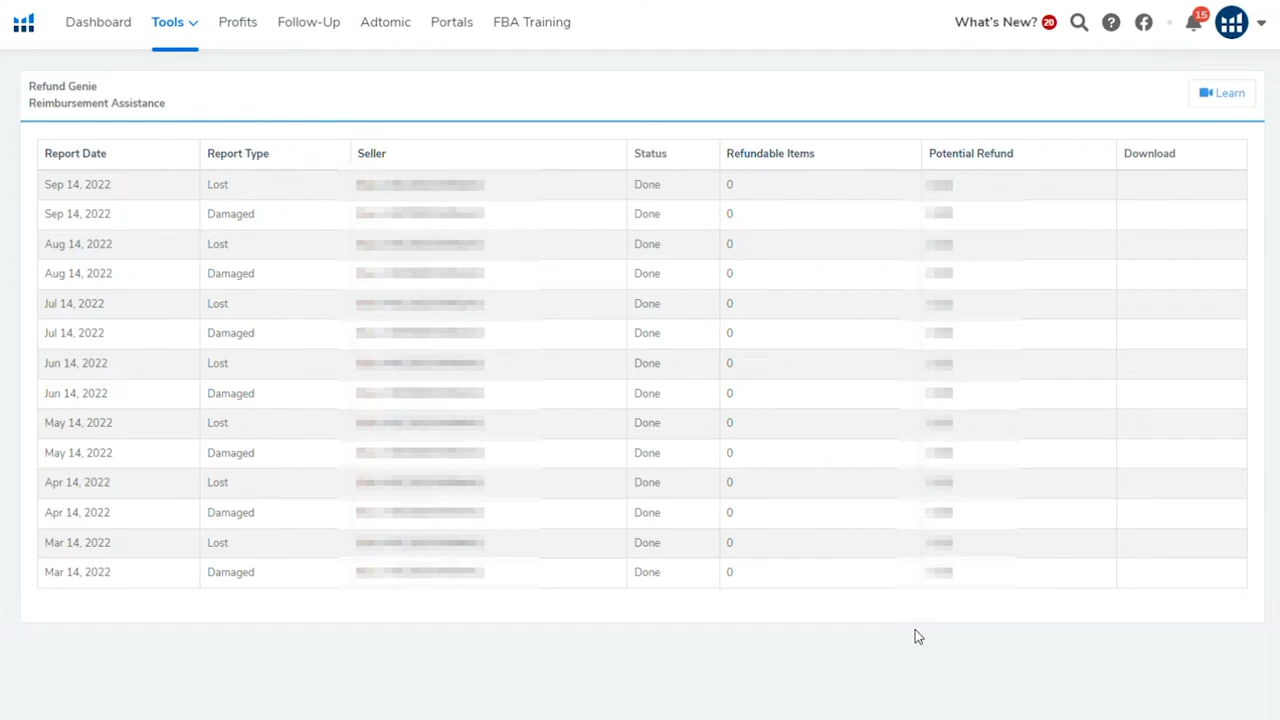 Dashboard Tools Profits Follow-Up Adtomic Portals FBA Training What's New? 20 15
Refund Genie
Reimbursement Assistance
Learn
Report Date Report Type Seller Status Refundable Items Potential Refund Download
Sep 14, 2022 Lost Done 0
Sep 14, 2022 Damaged Done 0
Aug 14, 2022 Lost Done 0
Aug 14, 2022 Damaged Done 0
Jul 14, 2022 Lost Done 0
Jul 14, 2022 Damaged Done 0
Jun 14, 2022 Lost Done 0
Jun 14, 2022 Damaged Done 0
May 14, 2022 Lost Done 0
May 14, 2022 Damaged Done 0
Apr 14, 2022 Lost Done 0
Apr 14, 2022 Damaged Done 0
Mar 14, 2022 Lost Done 0
Mar 14, 2022 Damaged Done 0